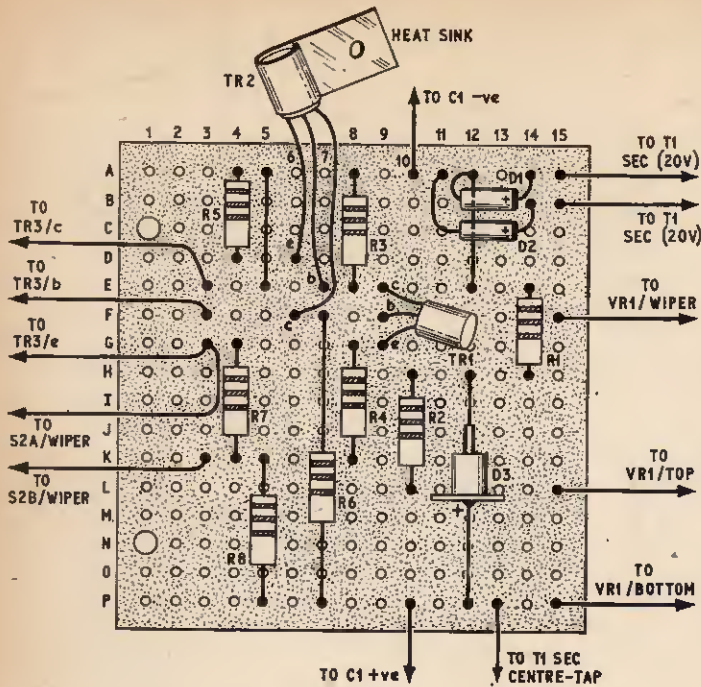 HEAT SINK
TR2
TO C1 -ve
1 2 3 4 5 6 7 8 9 10 11 12 13 14 15
TO T1
SEC (20V)
TO T1
SEC (20V)
TO
VR1/WIPER
TO
VR1/TOP
TO
VR1/BOTTOM
TO
TR3/c
TO
TR3/b
TO
TR3/e
TO
S2A/WIPER
TO
S2B/WIPER
A
B
C
D
E
F
G
H
I
J
K
L
M
N
O
P
R5
R3
D1
+
D2
+
e
b
c
c
b
e
TR1
R1
R7
R4
R2
D3
+
R6
R8
TO C1 +ve
TO T1 SEC
CENTRE-TAP